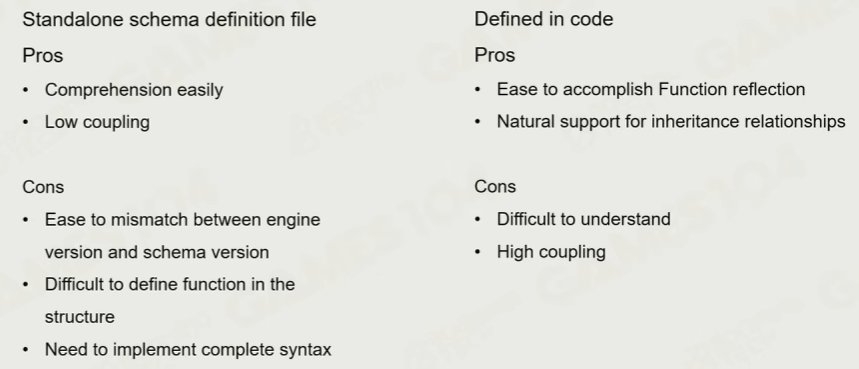 Standalone schema definition file
Pros
• Comprehension easily
• Low coupling
Cons
• Ease to mismatch between engine
version and schema version
• Difficult to define function in the
structure
• Need to implement complete syntax
Defined in code
Pros
• Ease to accomplish Function reflection
• Natural support for inheritance relationships
Cons
• Difficult to understand
• High coupling
GAMES104